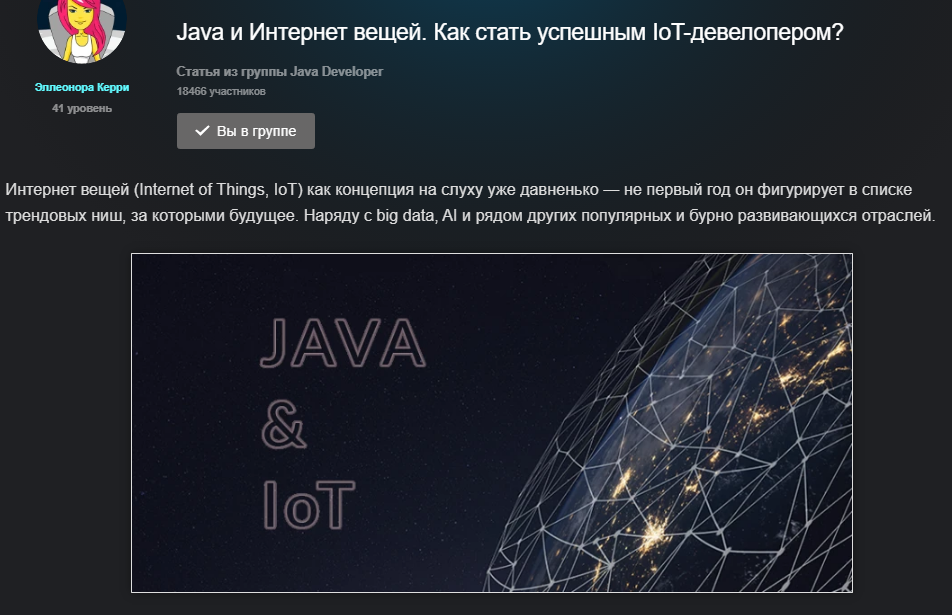 Java и Интернет вещей. Как стать успешным IoT-девелопером?
Эллеонора Керри
41 уровень
Статья из группы Java Developer
18466 участников
Вы в группе
Интернет вещей (Internet of Things, IoT) как концепция на слуху уже давненько — не первый год он фигурирует в списке
трендовых ниш, за которыми будущее. Наряду с big data, AI и рядом других популярных и бурно развивающихся отраслей.
JAVA
&
IoT